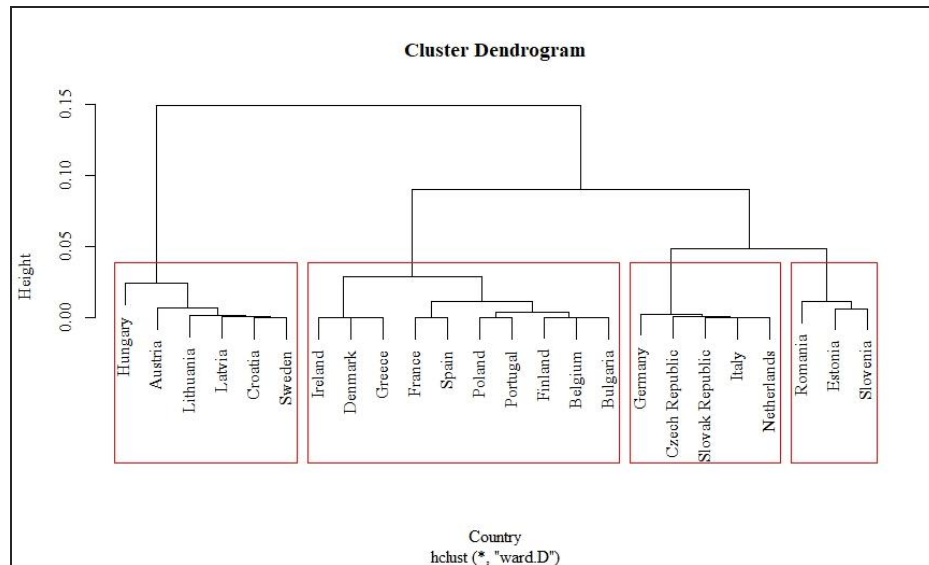 Cluster Dendrogram
Height
0.00
0.05
0.10
0.15
Hungary
Austria
Lithuania
Latvia
Croatia
Sweden
Ireland
Denmark
Greece
France
Spain
Poland
Portugal
Finland
Belgium
Bulgaria
Germany
Czech Republic
Slovak Republic
Italy
Netherlands
Romania
Estonia
Slovenia
Country
hclust (*, "ward.D")